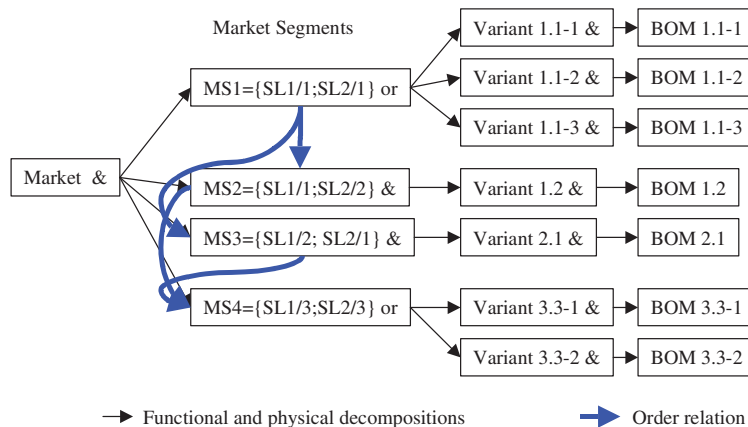 Market Segments
Variant 1.1-1 &
BOM 1.1-1
MS1={SL1/1;SL2/1} or
Variant 1.1-2 &
BOM 1.1-2
Variant 1.1-3 &
BOM 1.1-3
Market &
MS2={SL1/1;SL2/2} &
Variant 1.2 &
BOM 1.2
MS3={SL1/2; SL2/1} &
Variant 2.1 &
BOM 2.1
MS4={SL1/3;SL2/3} or
Variant 3.3-1 &
BOM 3.3-1
Variant 3.3-2 &
BOM 3.3-2
Functional and physical decompositions
Order relation